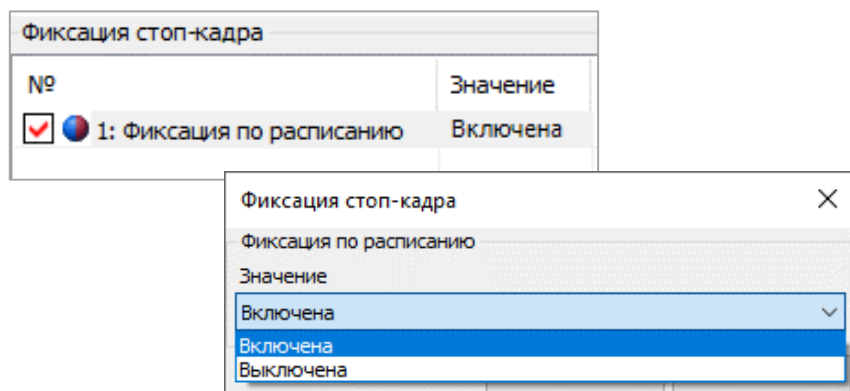 Фиксация стоп-кадра
№ Значение
1: Фиксация по расписанию Включена
Фиксация стоп-кадра
Фиксация по расписанию
Значение
Включена
Включена
Выключена